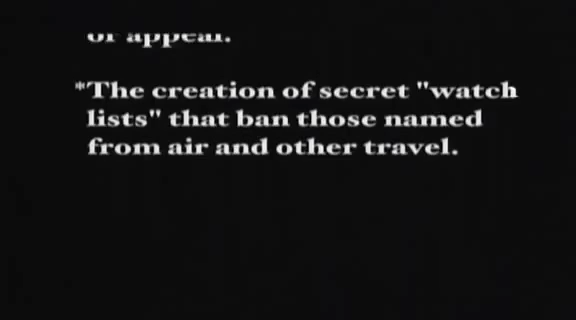 or appeal.
*The creation of secret "watch
lists" that ban those named
from air and other travel.